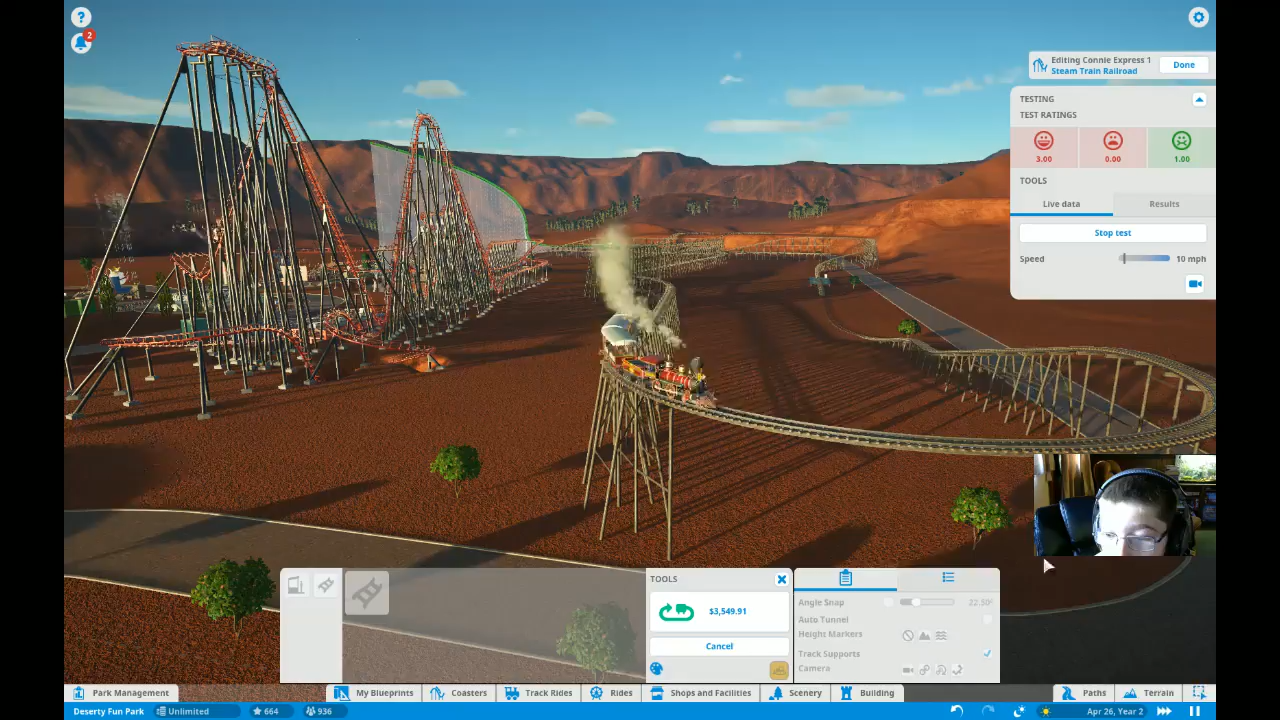 ?
2
Editing Connie Express 1
Steam Train Railroad
Done
TESTING
TEST RATINGS
3.00 0.00 1.00
TOOLS
Live data Results
Stop test
Speed 10 mph
TOOLS
$3,549.91
Cancel
Angle Snap 22.50°
Auto Tunnel
Height Markers
Track Supports
Camera
Park Management My Blueprints Coasters Track Rides Rides Shops and Facilities Scenery Building Paths Terrain
Deserty Fun Park Unlimited 664 936 Apr 26, Year 2